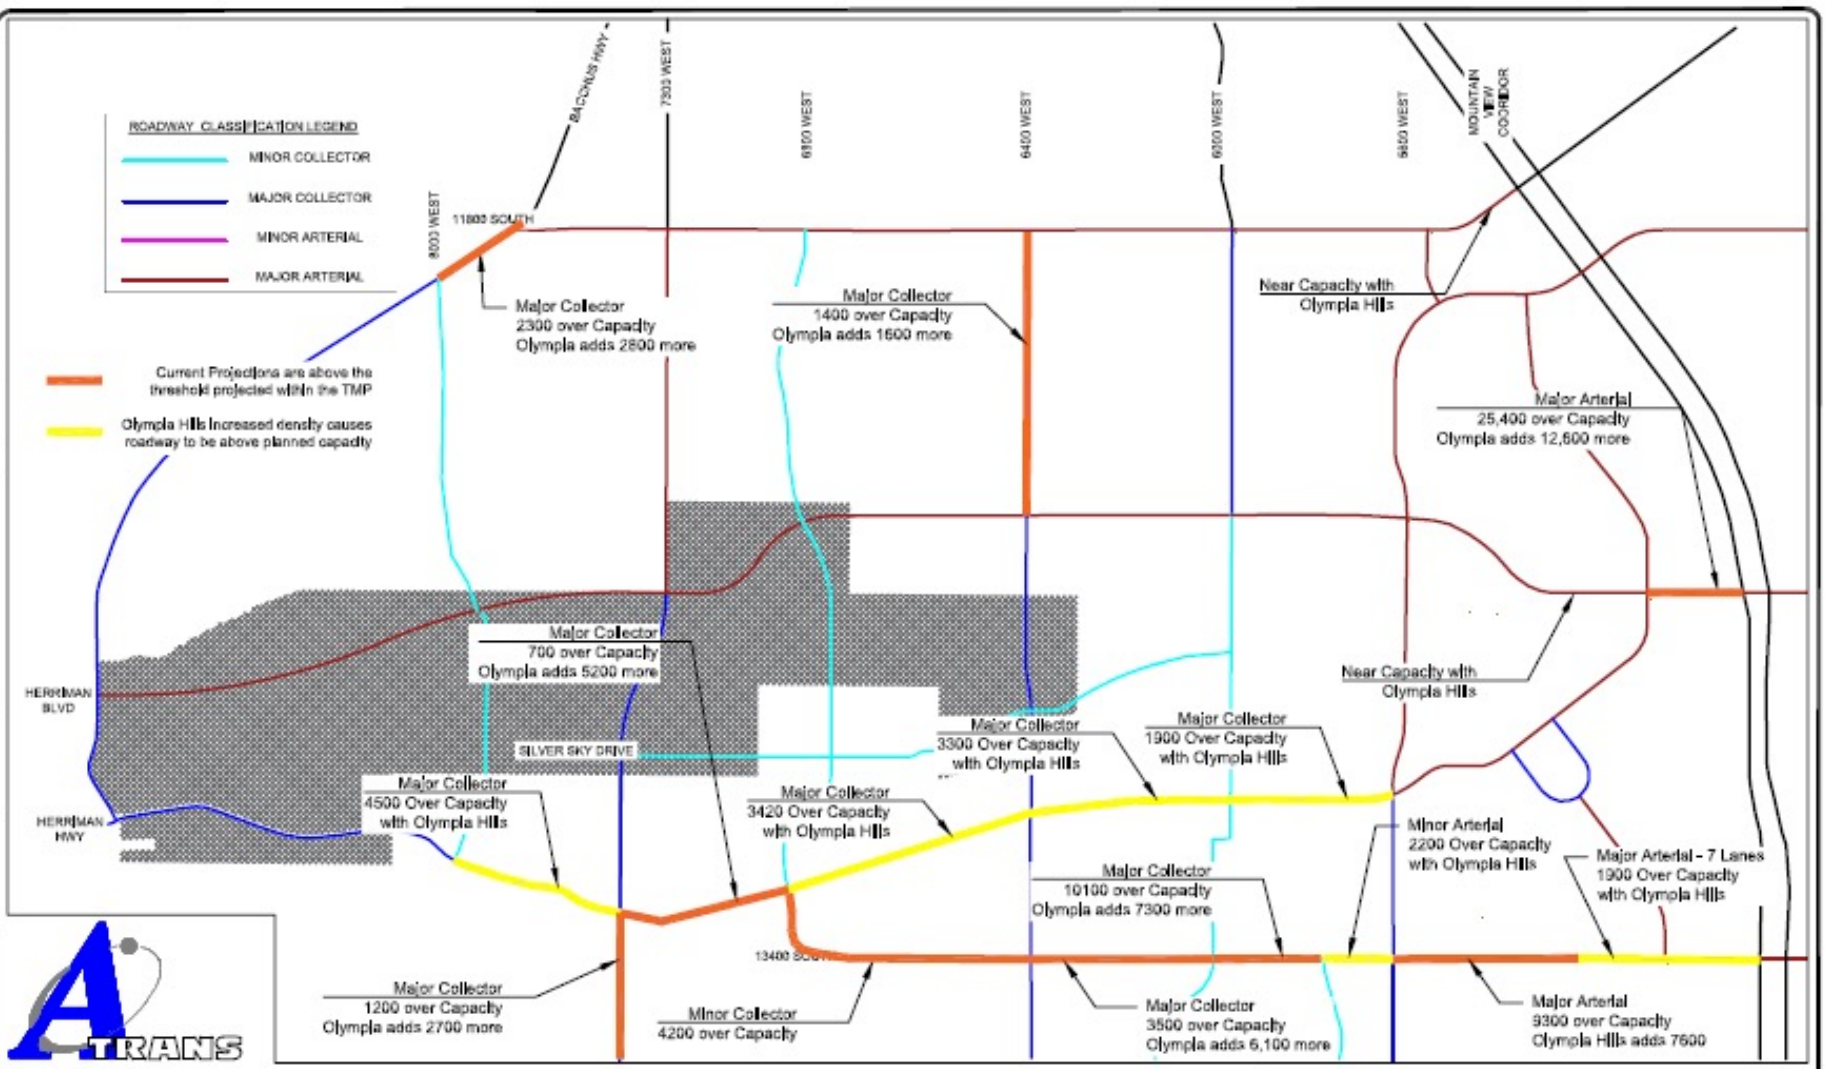 BACCHUS HWY
7300 WEST
6800 WEST
6400 WEST
6000 WEST
5600 WEST
MOUNTAIN
VIEW
COORIDOR
ROADWAY CLASSIFICATION LEGEND
MINOR COLLECTOR
MAJOR COLLECTOR
MINOR ARTERIAL
MAJOR ARTERIAL
8000 WEST
11800 SOUTH
Major Collector
2300 over Capacity
Olympia adds 2800 more
Major Collector
1400 over Capacity
Olympia adds 1600 more
Near Capacity with
Olympia Hills
Current Projections are above the
threshold projected within the TMP
Olympia Hills increased density causes
roadway to be above planned capacity
Major Arterial
25,400 over Capacity
Olympia adds 12,600 more
Major Collector
700 over Capacity
Olympia adds 5200 more
Near Capacity with
Olympia Hills
HERRIMAN
BLVD
SILVER SKY DRIVE
Major Collector
3300 Over Capacity
with Olympia Hills
Major Collector
1900 Over Capacity
with Olympia Hills
Major Collector
4500 Over Capacity
with Olympia Hills
Major Collector
3420 Over Capacity
with Olympia Hills
HERRIMAN
HWY
Minor Arterial
2200 Over Capacity
with Olympia Hills
Major Arterial - 7 Lanes
1900 Over Capacity
with Olympia Hills
Major Collector
10100 over Capacity
Olympia adds 7300 more
13400 SOUTH
Major Collector
1200 over Capacity
Olympia adds 2700 more
Minor Collector
4200 over Capacity
Major Collector
3500 over Capacity
Olympia adds 6,100 more
Major Arterial
9300 over Capacity
Olympia Hills adds 7600
A
TRANS